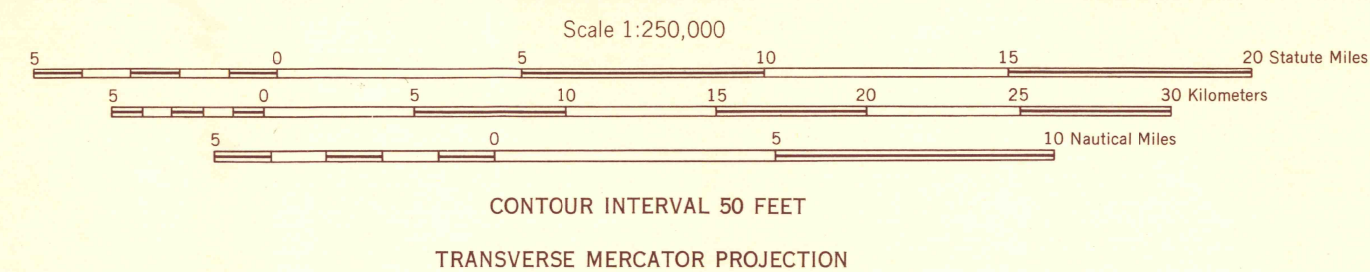 Scale 1:250,000
5 0 5 10 15 20 Statute Miles
5 0 5 10 15 20 25 30 Kilometers
5 0 5 10 Nautical Miles
CONTOUR INTERVAL 50 FEET
TRANSVERSE MERCATOR PROJECTION